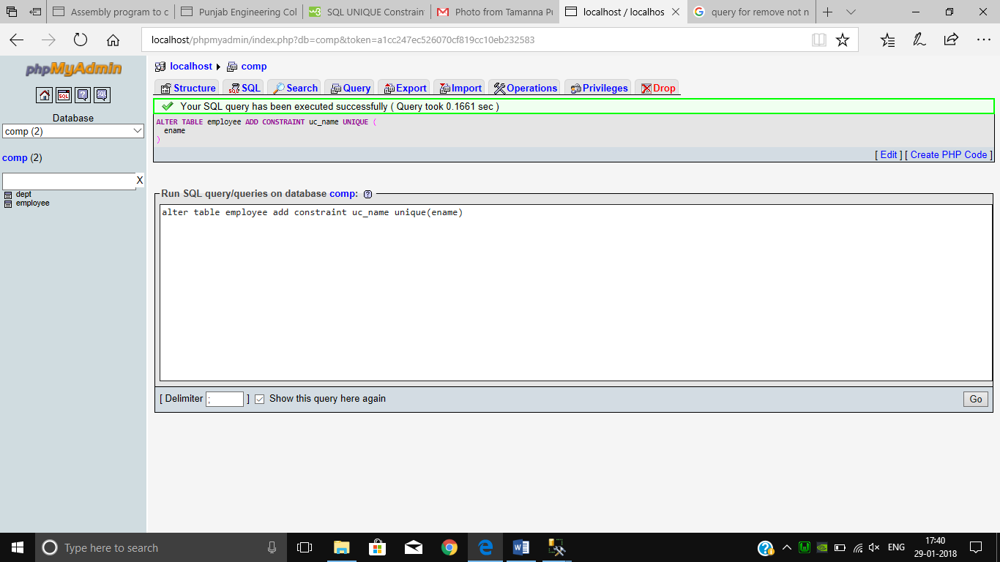 Assembly program to c
Punjab Engineering Col
SQL UNIQUE Constrain
Photo from Tamanna Pu
localhost / localhos
query for remove not n
localhost/phpmyadmin/index.php?db=comp&token=a1cc247ec526070cf819cc10eb232583
phpMyAdmin
SQL
Database
comp (2)
comp (2)
X
dept
employee
localhost
comp
Structure
SQL
Search
Query
Export
Import
Operations
Privileges
Drop
Your SQL query has been executed successfully ( Query took 0.1661 sec )
ALTER TABLE employee ADD CONSTRAINT uc_name UNIQUE (
ename
)
[ Edit ] [ Create PHP Code ]
Run SQL query/queries on database comp:
alter table employee add constraint uc_name unique(ename)
[ Delimiter ; ] Show this query here again
Go
Type here to search
ENG
17:40
29-01-2018